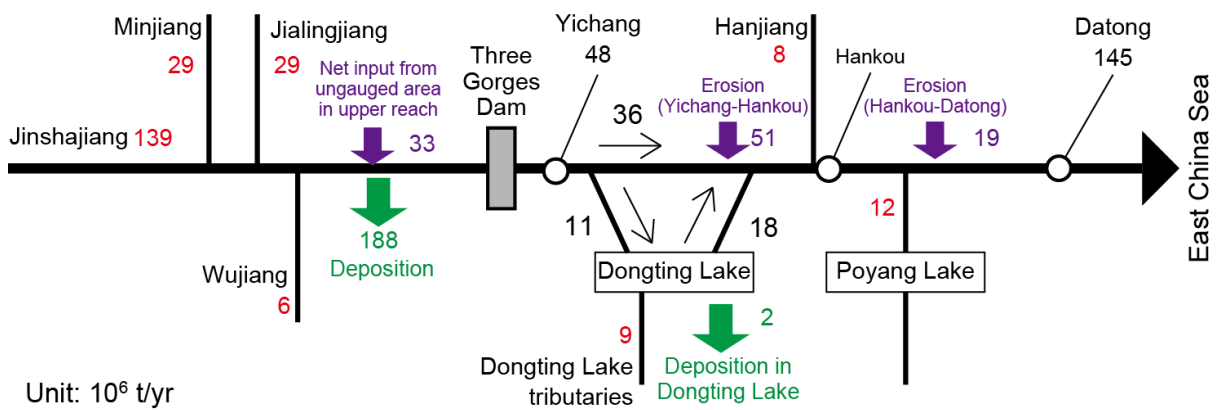 Minjiang
29
Jialingjiang
29
Net input from
ungauged area
in upper reach
33
Three
Gorges
Dam
Yichang
48
36
Erosion
(Yichang-Hankou)
51
Hanjiang
8
Hankou
Erosion
(Hankou-Datong)
19
Datong
145
East China Sea
Jinshajiang 139
188
Deposition
Wujiang
6
11
18
Dongting Lake
12
Poyang Lake
9
2
Dongting Lake
tributaries
Deposition in
Dongting Lake
Unit: 10⁶ t/yr